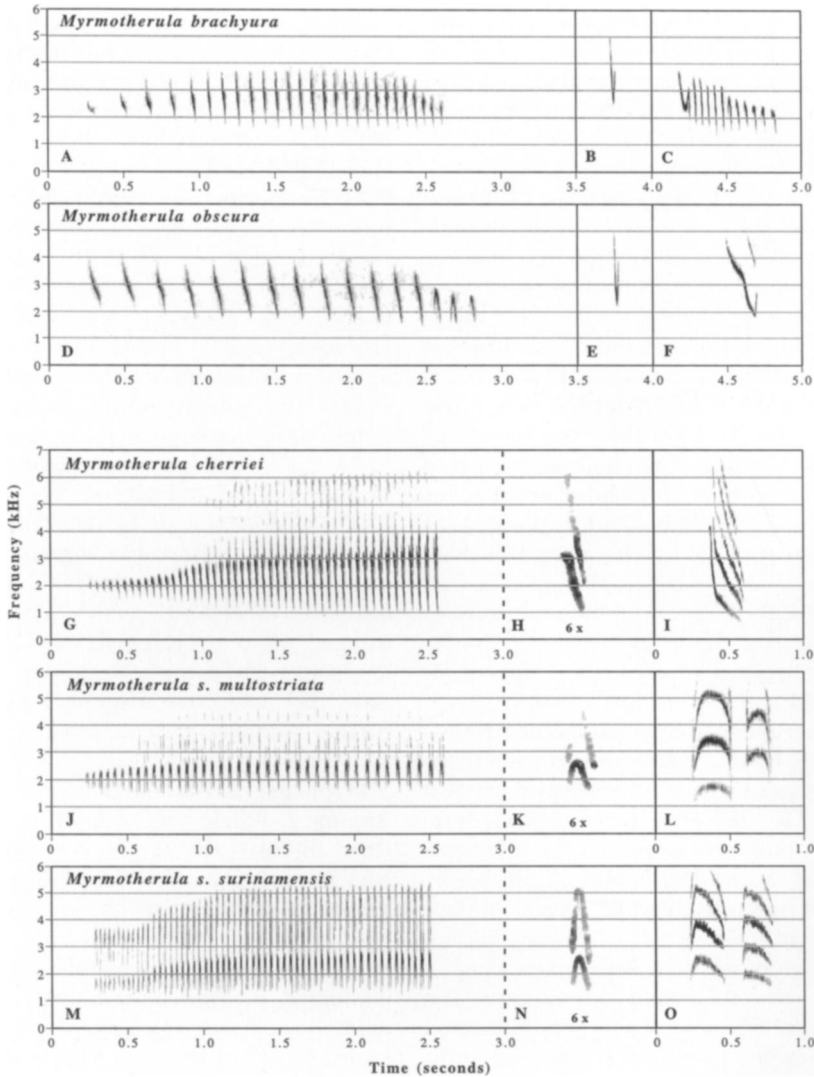 6
Myrmotherula brachyura
5
4
3
2
1
A B C
0
0 0.5 1.0 1.5 2.0 2.5 3.0 3.5 4.0 4.5 5.0
6
Myrmotherula obscura
5
4
3
2
1
D E F
0
0 0.5 1.0 1.5 2.0 2.5 3.0 3.5 4.0 4.5 5.0
Frequency (kHz)
7
Myrmotherula cherriei
6
5
4
3
2
1
G H 6 x I
0
0 0.5 1.0 1.5 2.0 2.5 3.0 0 0.5 1.0
6
Myrmotherula s. multostriata
5
4
3
2
1
J K 6 x L
0
0 0.5 1.0 1.5 2.0 2.5 3.0 0 0.5 1.0
6
Myrmotherula s. surinamensis
5
4
3
2
1
M N 6 x O
0
0 0.5 1.0 1.5 2.0 2.5 3.0 0 0.5 1.0
Time (seconds)